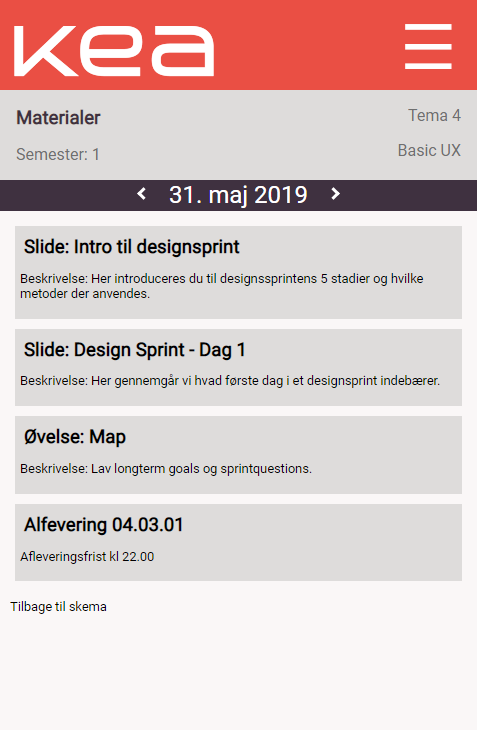 kea
Materialer
Tema 4
Semester: 1
Basic UX
31. maj 2019
Slide: Intro til designsprint
Beskrivelse: Her introduceres du til designssprintens 5 stadier og hvilke
metoder der anvendes.
Slide: Design Sprint - Dag 1
Beskrivelse: Her gennemgår vi hvad første dag i et designsprint indebærer.
Øvelse: Map
Beskrivelse: Lav longterm goals og sprintquestions.
Alfevering 04.03.01
Afleveringsfrist kl 22.00
Tilbage til skema